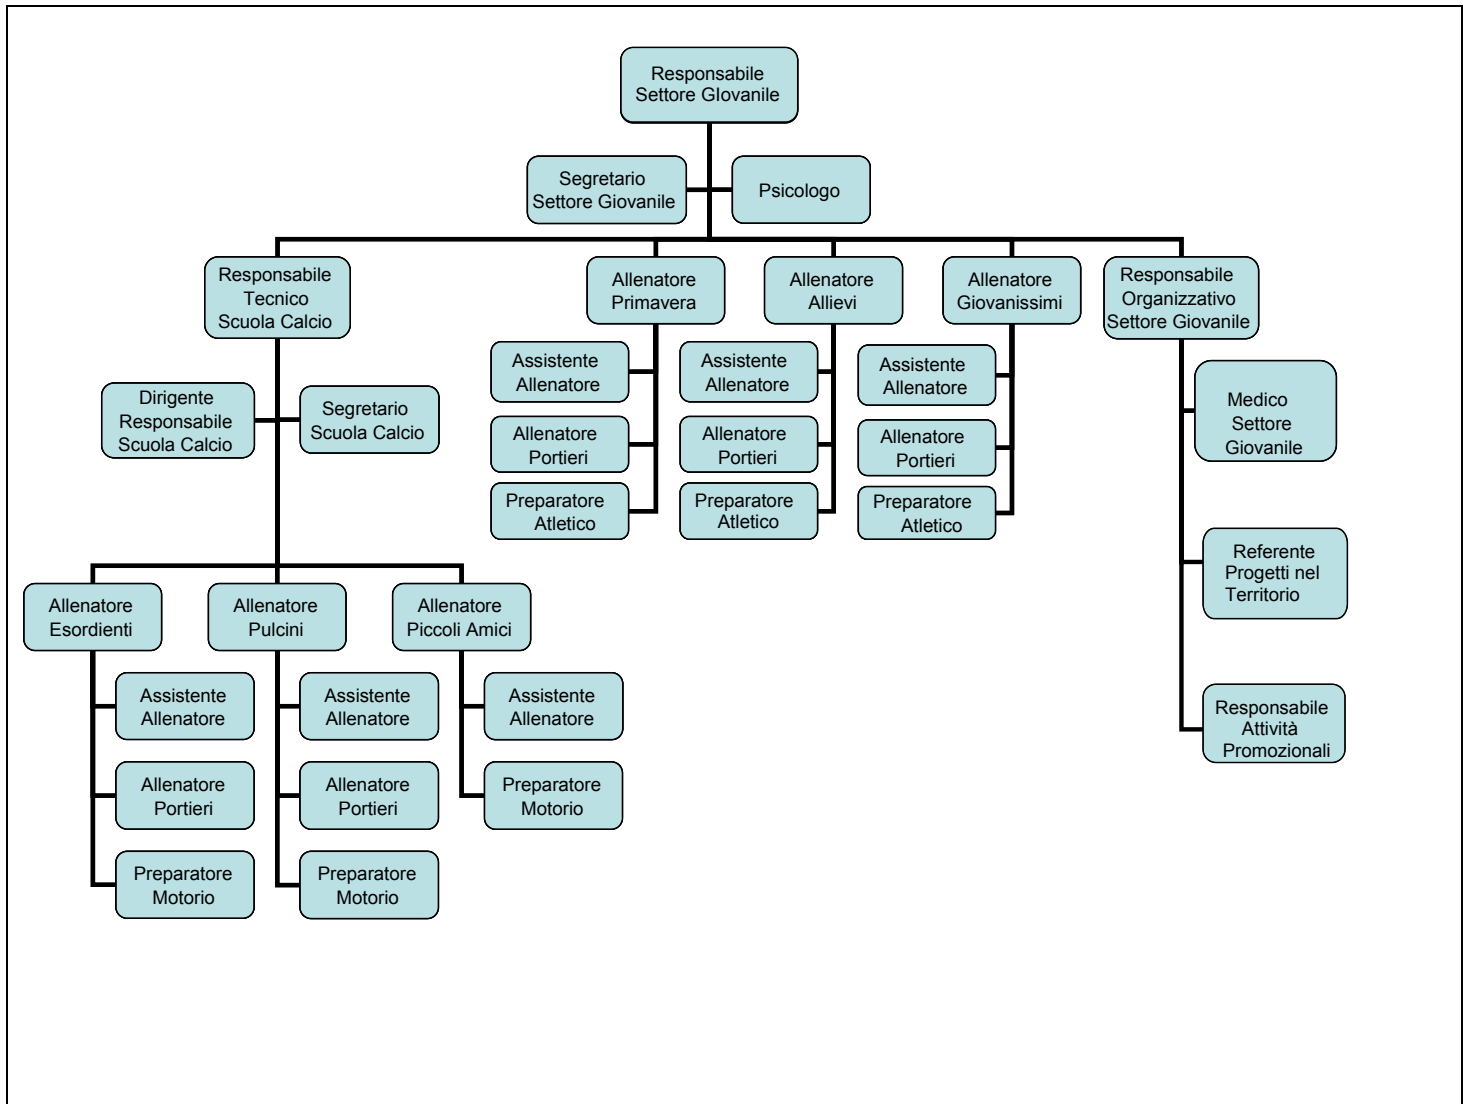 Responsabile
Settore GIovanile
Segretario
Settore Giovanile
Psicologo
Responsabile
Tecnico
Scuola Calcio
Allenatore
Primavera
Allenatore
Allievi
Allenatore
Giovanissimi
Responsabile
Organizzativo
Settore Giovanile
Assistente
Allenatore
Allenatore
Portieri
Preparatore
Atletico
Assistente
Allenatore
Allenatore
Portieri
Preparatore
Atletico
Assistente
Allenatore
Allenatore
Portieri
Preparatore
Atletico
Medico
Settore
Giovanile
Referente
Progetti nel
Territorio
Responsabile
Attività
Promozionali
Dirigente
Responsabile
Scuola Calcio
Segretario
Scuola Calcio
Allenatore
Esordienti
Assistente
Allenatore
Allenatore
Portieri
Preparatore
Motorio
Allenatore
Pulcini
Assistente
Allenatore
Allenatore
Portieri
Preparatore
Motorio
Allenatore
Piccoli Amici
Assistente
Allenatore
Preparatore
Motorio